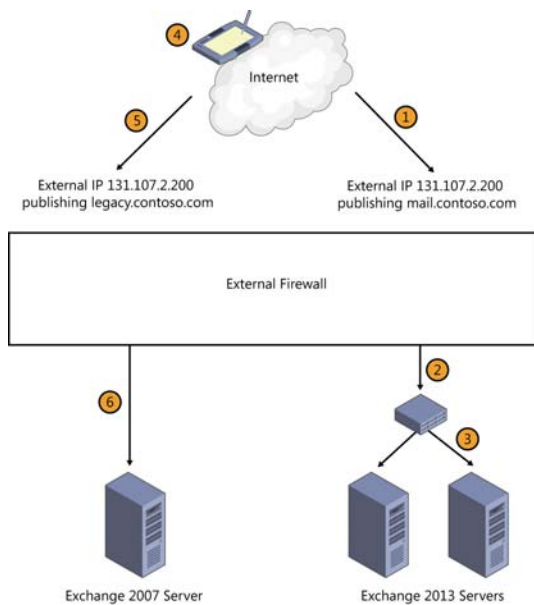 4
Internet
5
1
External IP 131.107.2.200
publishing legacy.contoso.com
External IP 131.107.2.200
publishing mail.contoso.com
External Firewall
2
6
3
Exchange 2007 Server
Exchange 2013 Servers